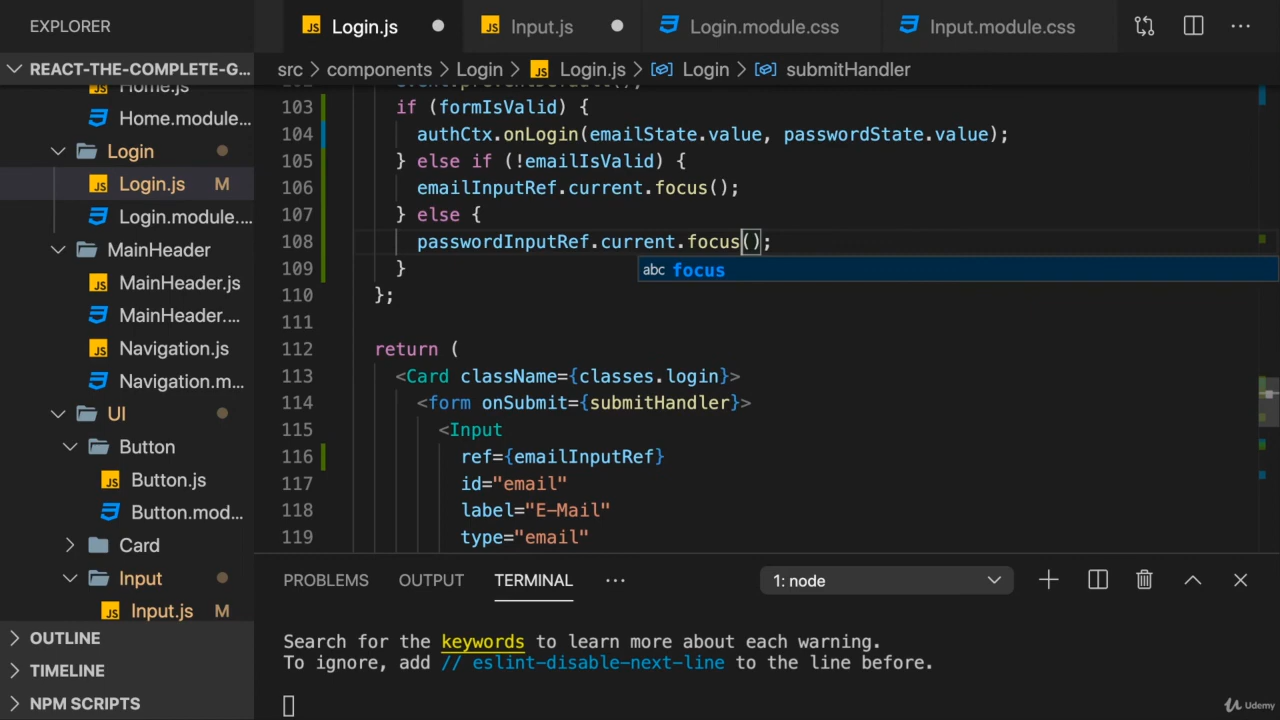 EXPLORER
Login.js
Input.js
Login.module.css
Input.module.css
REACT-THE-COMPLETE-G...
src > components > Login > Login.js > Login > submitHandler
Home.js
Home.module...
Login
Login.js M
Login.module....
MainHeader
MainHeader.js
MainHeader....
Navigation.js
Navigation.m...
UI
Button
Button.js
Button.mod...
Card
Input
Input.js M
OUTLINE
TIMELINE
NPM SCRIPTS
102 event.preventDefault();
103 if (formIsValid) {
104 authCtx.onLogin(emailState.value, passwordState.value);
105 } else if (!emailIsValid) {
106 emailInputRef.current.focus();
107 } else {
108 passwordInputRef.current.focus();
109 }
abc focus
110 };
111
112 return (
113 <Card className={classes.login}>
114 <form onSubmit={submitHandler}>
115 <Input
116 ref={emailInputRef}
117 id="email"
118 label="E-Mail"
119 type="email"
PROBLEMS OUTPUT TERMINAL ... 1: node
Search for the keywords to learn more about each warning.
To ignore, add // eslint-disable-next-line to the line before.
Udemy